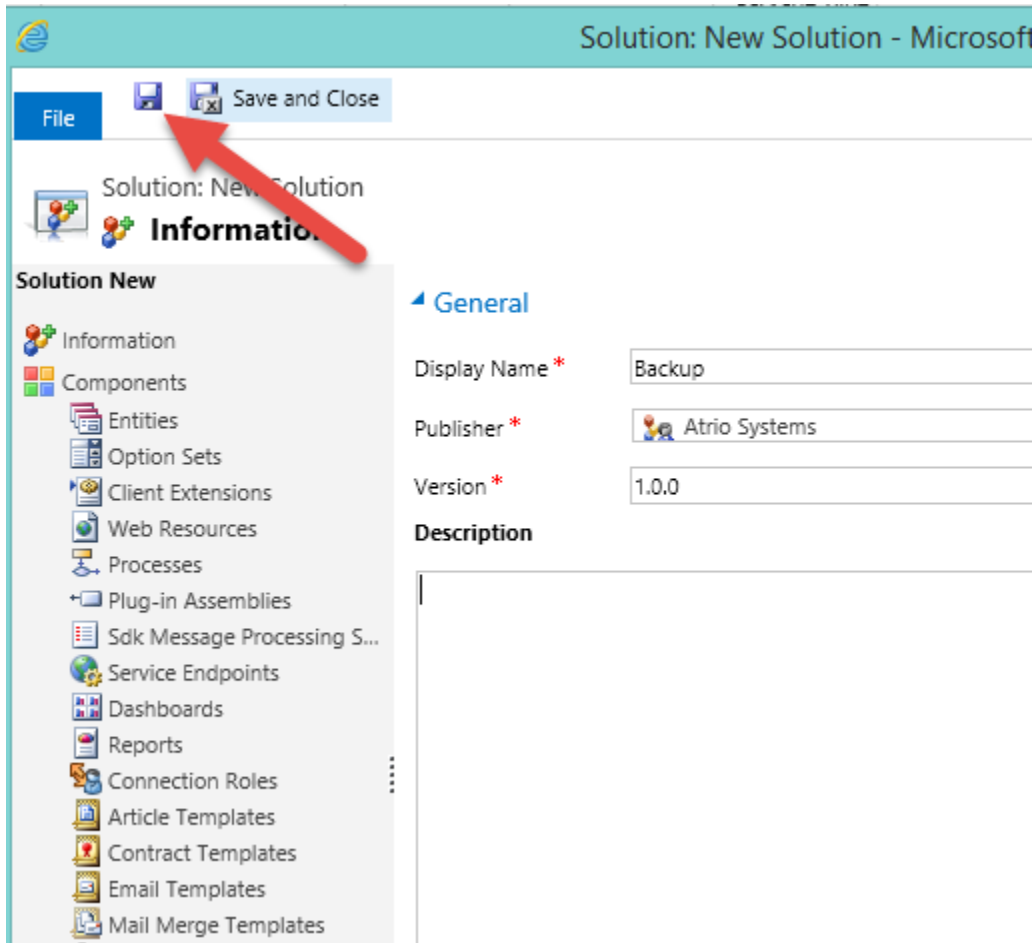 Solution: New Solution - Microsoft
File
Save and Close
Solution: New Solution
Information
Solution New
Information
Components
Entities
Option Sets
Client Extensions
Web Resources
Processes
Plug-in Assemblies
Sdk Message Processing S...
Service Endpoints
Dashboards
Reports
Connection Roles
Article Templates
Contract Templates
Email Templates
Mail Merge Templates
General
Display Name * Backup
Publisher * Atrio Systems
Version * 1.0.0
Description